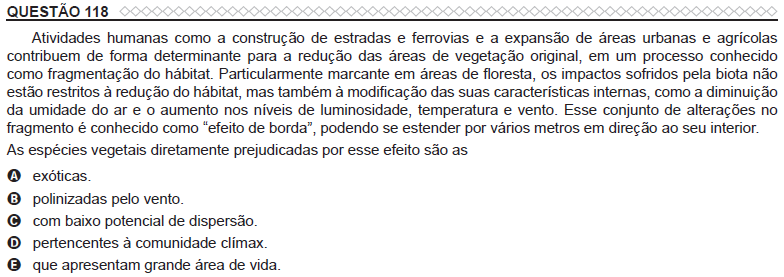 QUESTÃO 118
Atividades humanas como a construção de estradas e ferrovias e a expansão de áreas urbanas e agrícolas
contribuem de forma determinante para a redução das áreas de vegetação original, em um processo conhecido
como fragmentação do hábitat. Particularmente marcante em áreas de floresta, os impactos sofridos pela biota não
estão restritos à redução do hábitat, mas também à modificação das suas características internas, como a diminuição
da umidade do ar e o aumento nos níveis de luminosidade, temperatura e vento. Esse conjunto de alterações no
fragmento é conhecido como “efeito de borda”, podendo se estender por vários metros em direção ao seu interior.
As espécies vegetais diretamente prejudicadas por esse efeito são as
A exóticas.
B polinizadas pelo vento.
C com baixo potencial de dispersão.
D pertencentes à comunidade clímax.
E que apresentam grande área de vida.